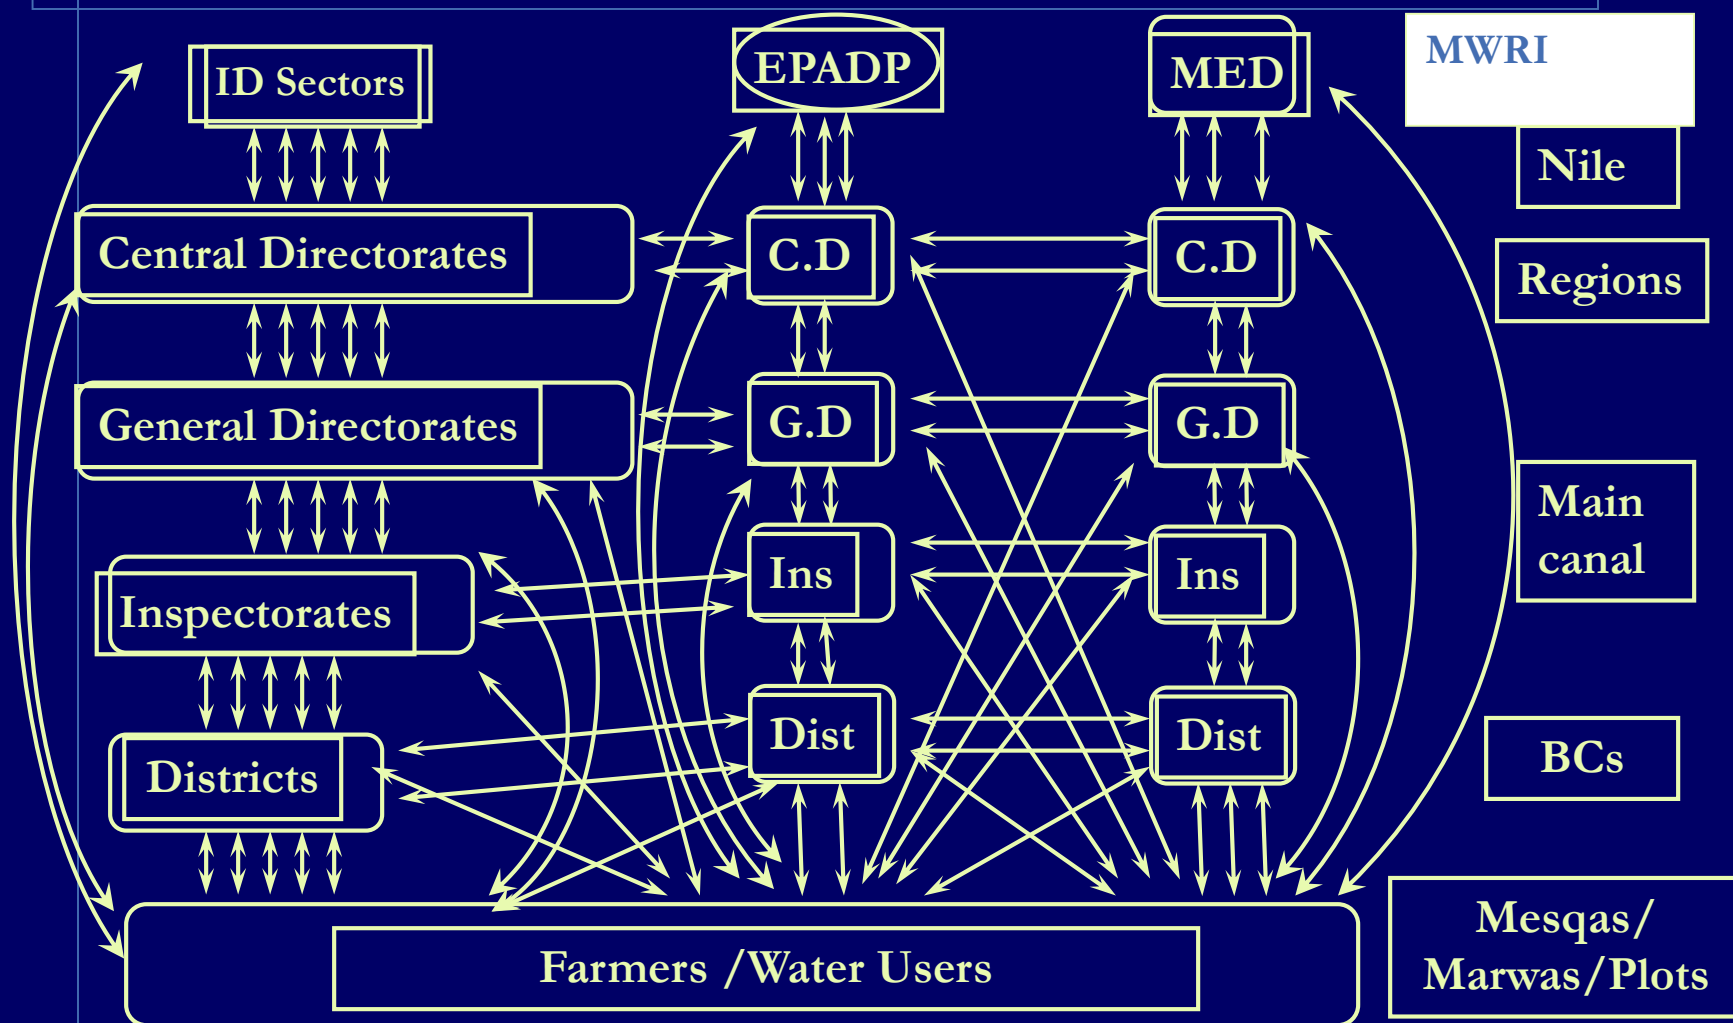 ID Sectors
EPADP
MED
MWRI
Nile
Central Directorates
C.D
C.D
Regions
General Directorates
G.D
G.D
Main
canal
Inspectorates
Ins
Ins
Districts
Dist
Dist
BCs
Farmers /Water Users
Mesqas/
Marwas/Plots